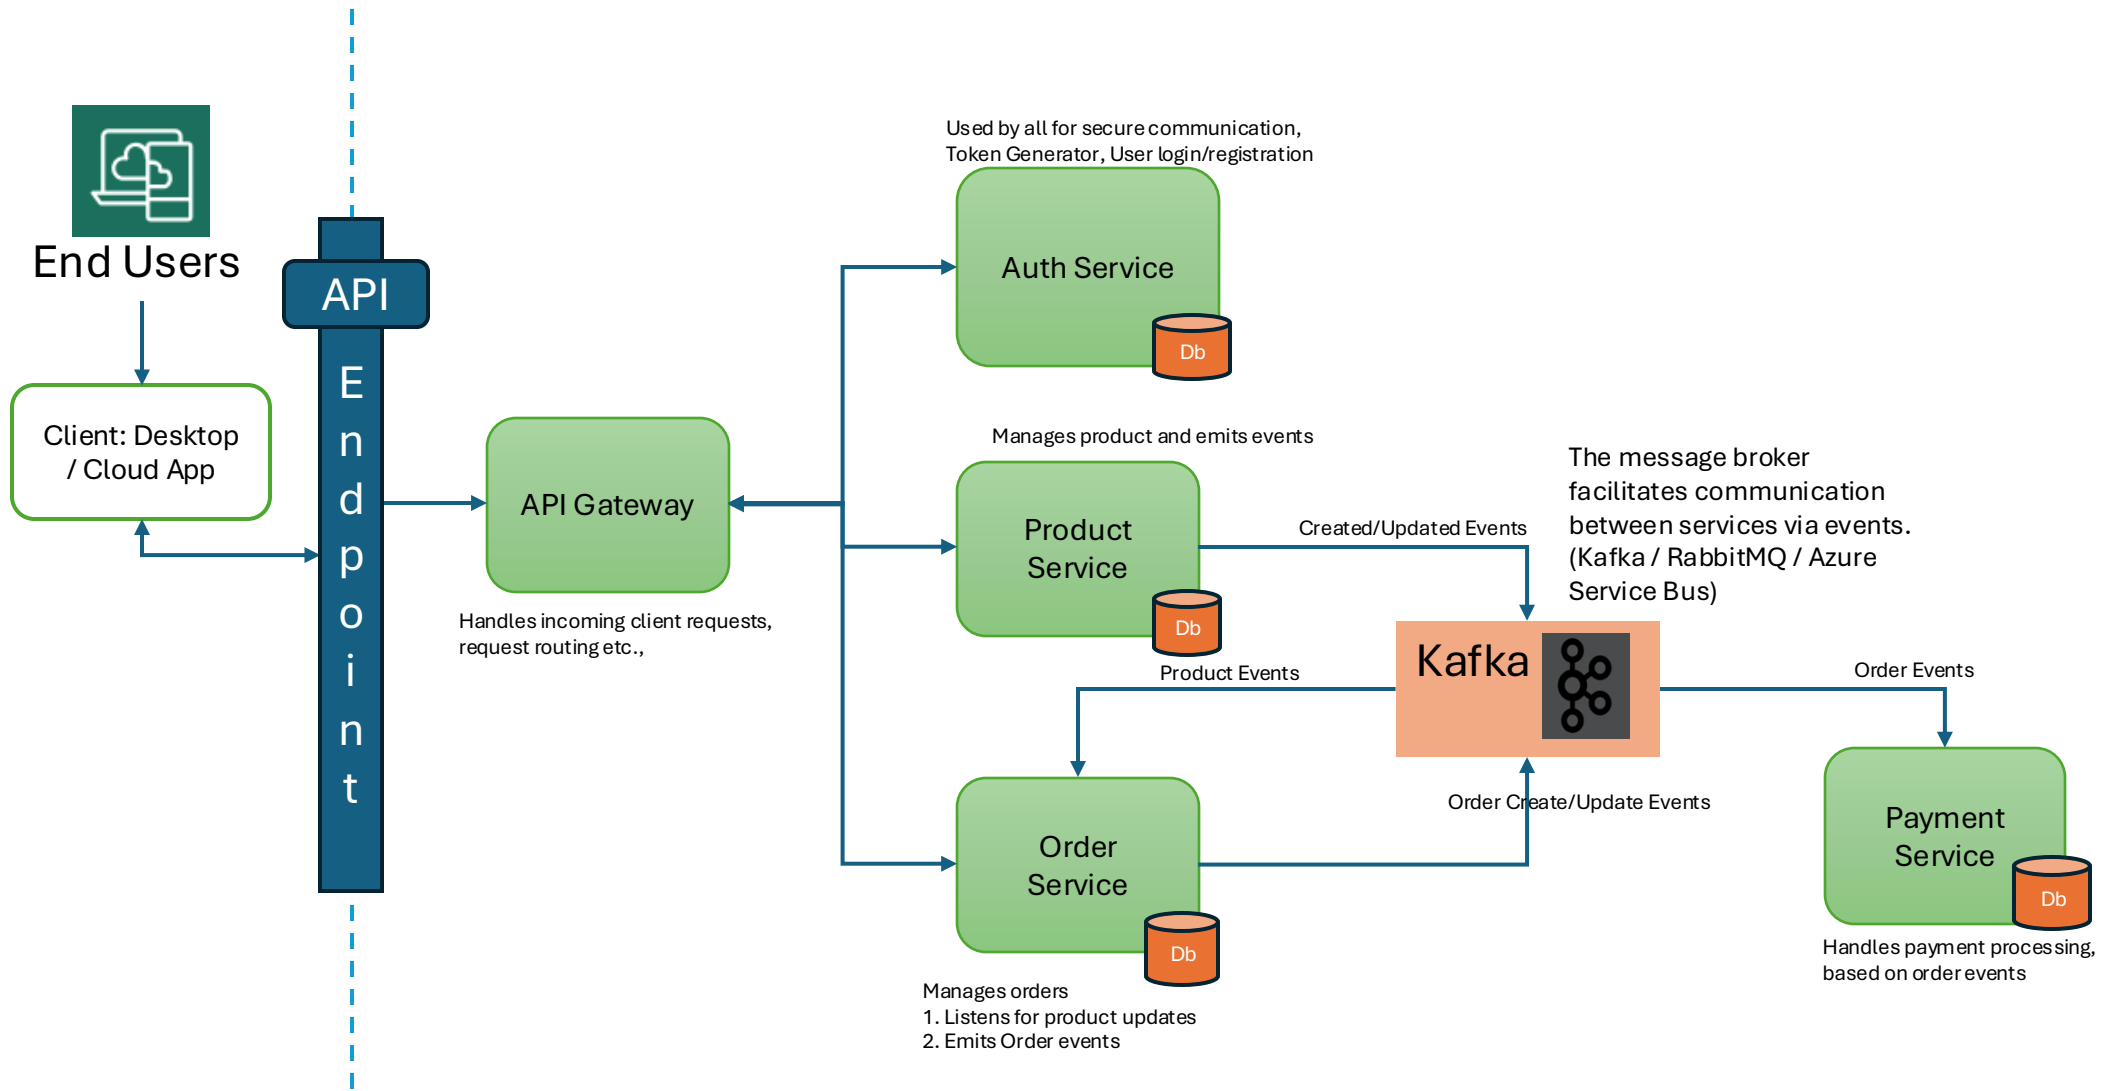 End Users
Client: Desktop
/ Cloud App
API
E
n
d
p
o
i
n
t
API Gateway
Handles incoming client requests,
request routing etc.,
Used by all for secure communication,
Token Generator, User login/registration
Auth Service
Db
Manages product and emits events
Product
Service
Db
Created/Updated Events
The message broker
facilitates communication
between services via events.
(Kafka / RabbitMQ / Azure
Service Bus)
Kafka
Product Events
Order Events
Order Create/Update Events
Order
Service
Db
Manages orders
1. Listens for product updates
2. Emits Order events
Payment
Service
Db
Handles payment processing,
based on order events